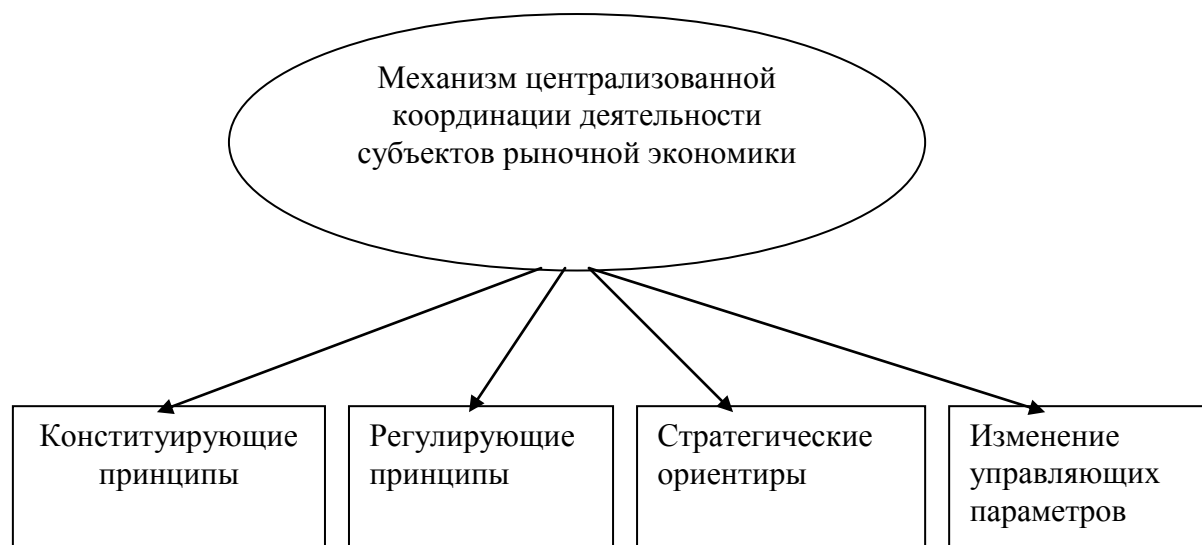 Механизм централизованной
координации деятельности
субъектов рыночной экономики
Конституирующие
принципы
Регулирующие
принципы
Стратегические
ориентиры
Изменение
управляющих
параметров